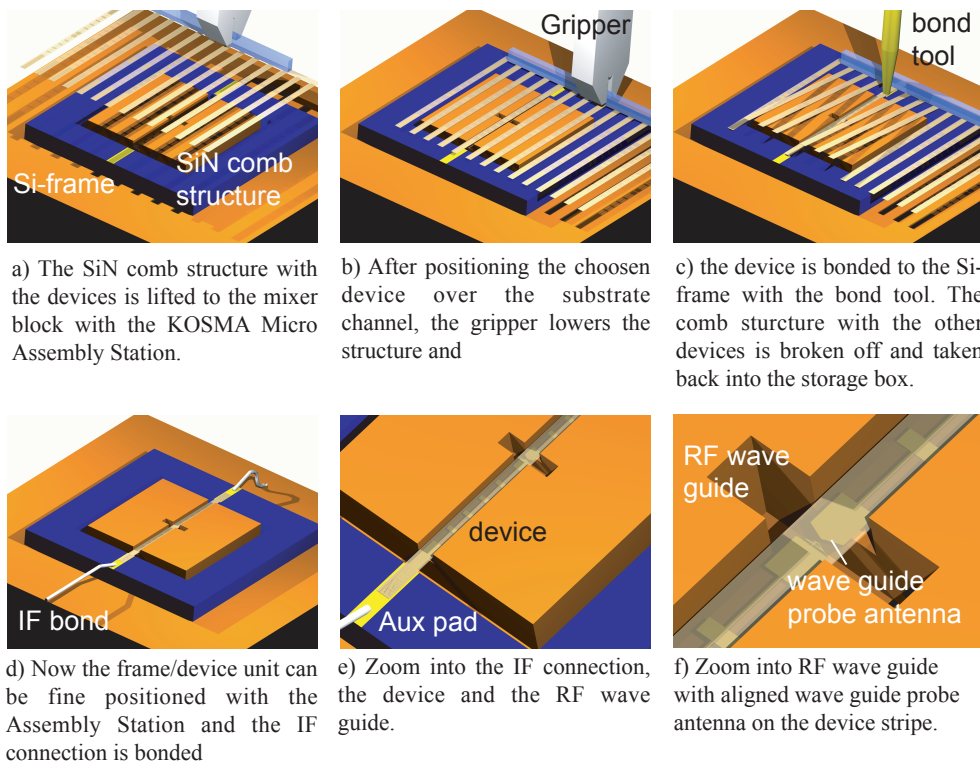 Si-frame
SiN comb
structure
a) The SiN comb structure with
the devices is lifted to the mixer
block with the KOSMA Micro
Assembly Station.
Gripper
b) After positioning the choosen
device over the substrate
channel, the gripper lowers the
structure and
bond
tool
c) the device is bonded to the Si-
frame with the bond tool. The
comb sturcture with the other
devices is broken off and taken
back into the storage box.
IF bond
d) Now the frame/device unit can
be fine positioned with the
Assembly Station and the IF
connection is bonded
device
Aux pad
e) Zoom into the IF connection,
the device and the RF wave
guide.
RF wave
guide
wave guide
probe antenna
f) Zoom into RF wave guide
with aligned wave guide probe
antenna on the device stripe.